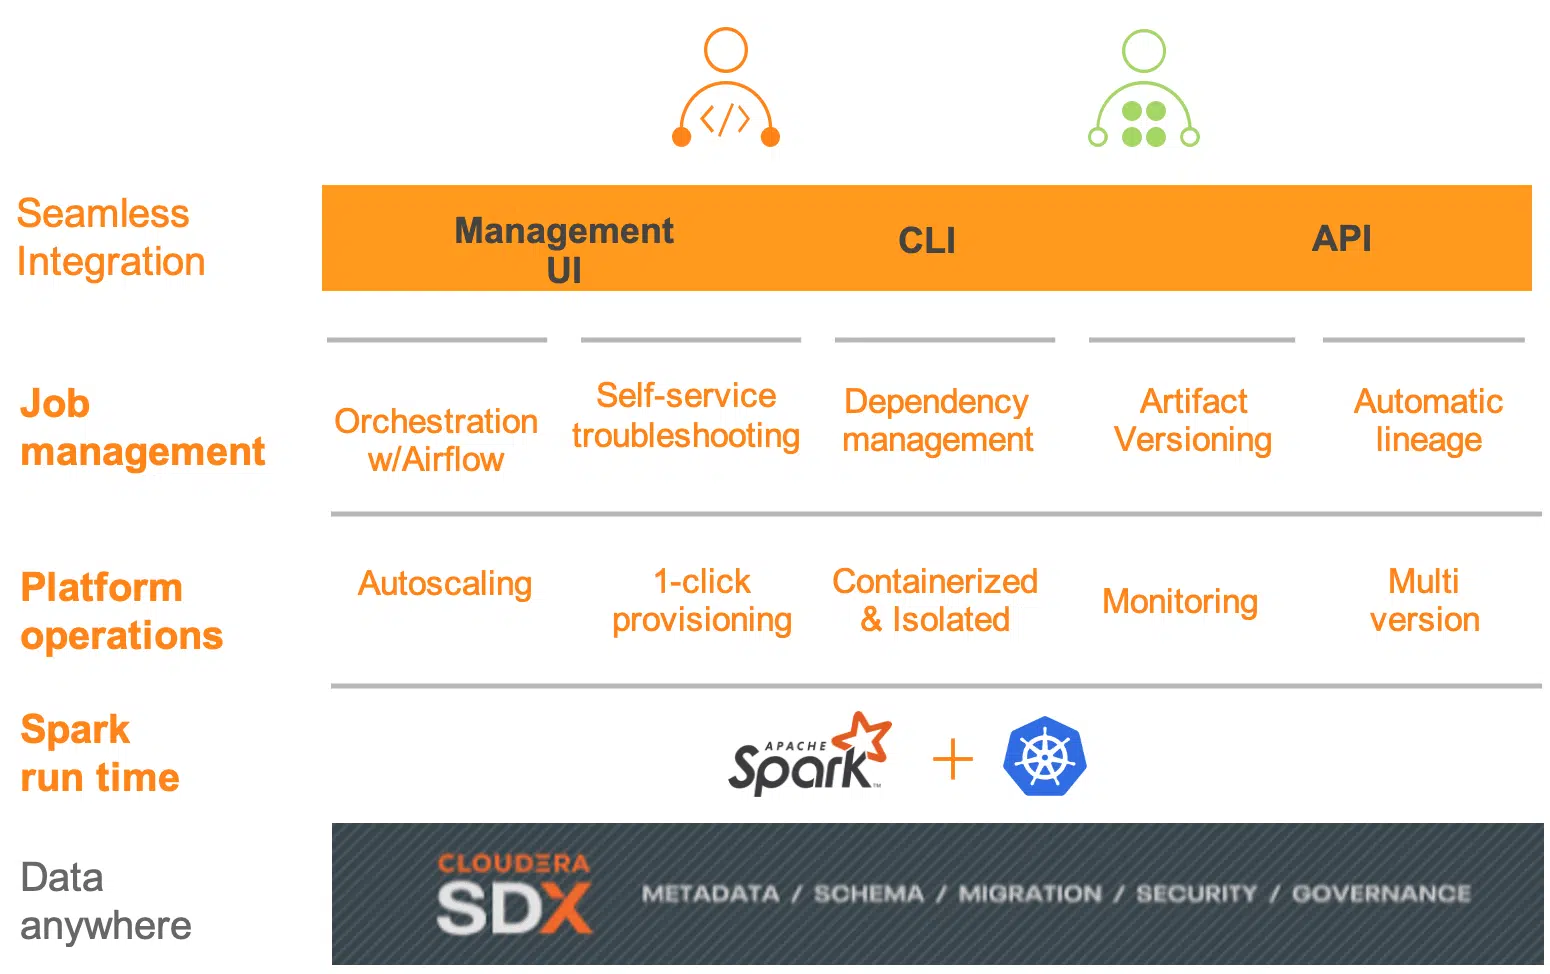 Seamless
Integration
Management
UI
CLI
API
Job
management
Orchestration
w/Airflow
Self-service
troubleshooting
Dependency
management
Artifact
Versioning
Automatic
lineage
Platform
operations
Autoscaling
1-click
provisioning
Containerized
& Isolated
Monitoring
Multi
version
Spark
run time
APACHE
Spark™
+
Data
anywhere
CLOUDERA
SDX
METADATA / SCHEMA / MIGRATION / SECURITY / GOVERNANCE